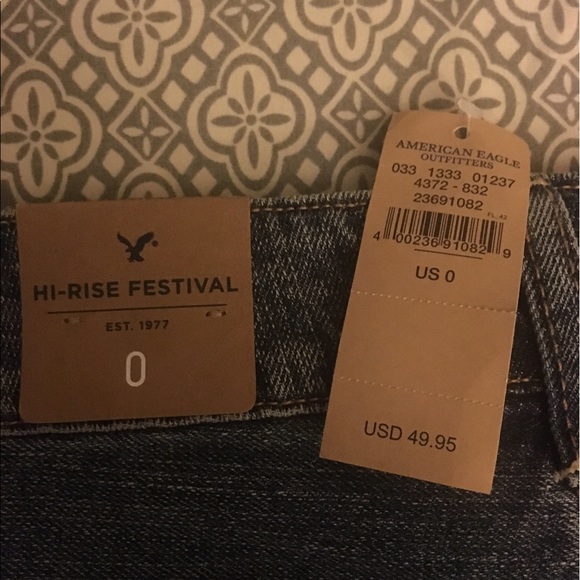 HI-RISE FESTIVAL
EST. 1977
0
AMERICAN EAGLE
OUTFITTERS
033 1333 01237
4372 - 832
23691082
FL_42
4 00236 91082 9
US 0
USD 49.95